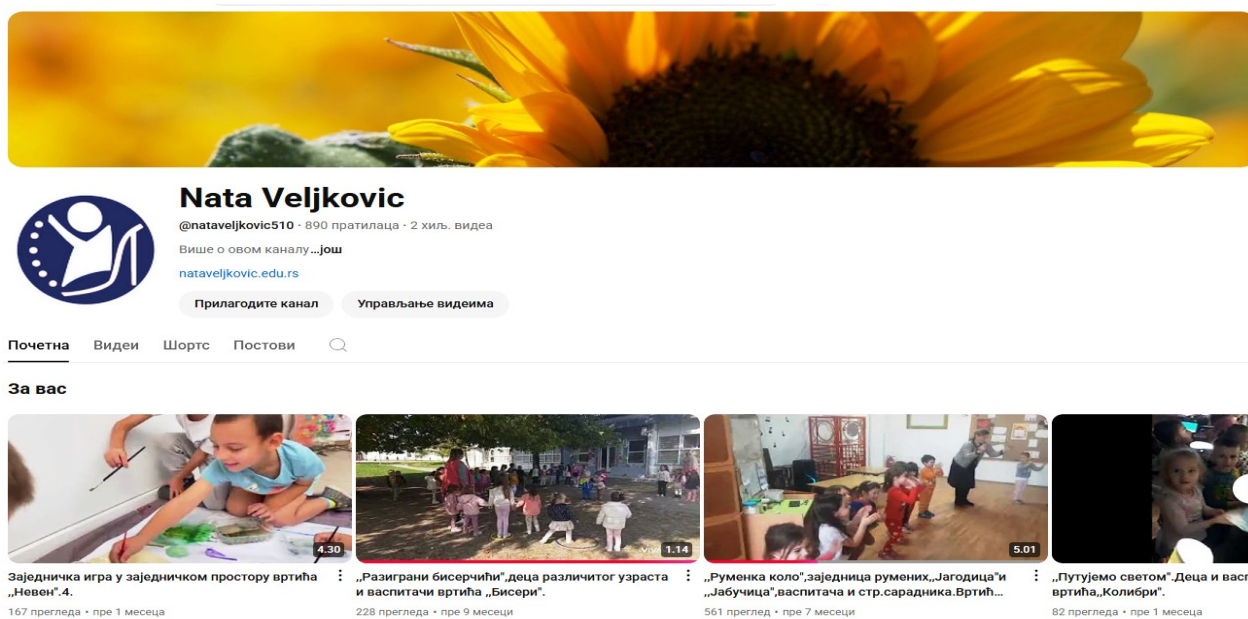 Nata Veljkovic
@nataveljkovic510 · 890 пратилаца · 2 хиљ. видеа
Више о овом каналу...још
nataveljkovic.edu.rs
Прилагодите канал Управљање видеима
Почетна Видеи Шортс Постови
За вас
4.30 1.14 5.01
Заједничка игра у заједничком простору вртића
,,Невен".4.
167 прегледа • пре 1 месеца
,,Разиграни бисерчићи",деца различитог узраста
и васпитачи вртића ,,Бисери".
228 прегледа • пре 9 месеци
,,Руменка коло",заједница румених,,Јагодица"и
,,Јабучица",васпитача и стр.сарадника.Вртић...
561 преглед • пре 7 месеци
,,Путујемо светом".Деца и
вртића,,Колибри".
82 прегледа • пре 1 месеца